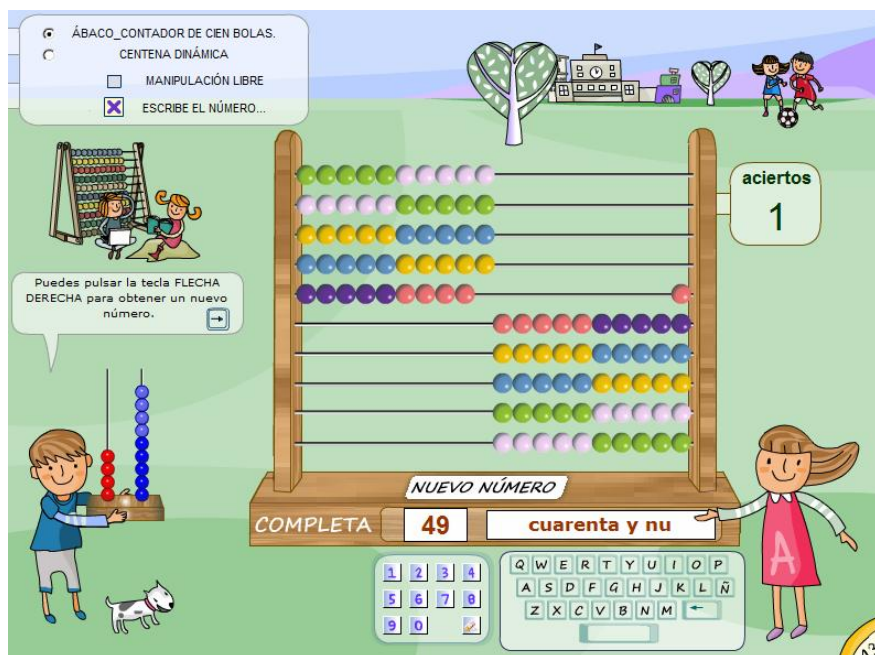 ÁBACO_CONTADOR DE CIEN BOLAS.
CENTENA DINÁMICA
MANIPULACIÓN LIBRE
ESCRIBE EL NÚMERO...
aciertos
1
Puedes pulsar la tecla FLECHA
DERECHA para obtener un nuevo
número.
NUEVO NÚMERO
COMPLETA 49 cuarenta y nu
A
1 2 3 4
5 6 7 8
9 0
Q W E R T Y U I O P
A S D F G H J K L Ñ
Z X C V B N M